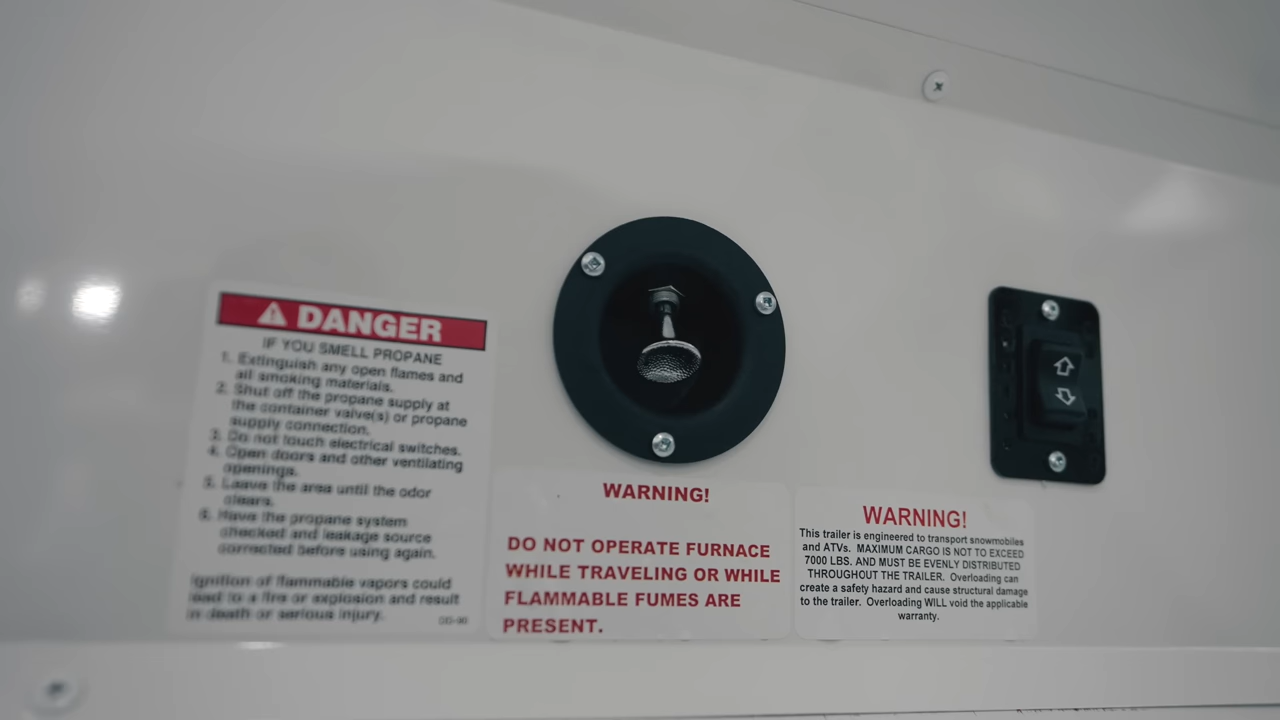 DANGER
IF YOU SMELL PROPANE
1. Extinguish any open flames and
all smoking materials.
2. Shut off the propane supply at
the container valve(s) or propane
supply connection.
3. Do not touch electrical switches.
4. Open doors and other ventilating
openings.
5. Leave the area until the odor
clears.
6. Have the propane system
checked and leakage source
corrected before using again.
Ignition of flammable vapors could
lead to a fire or explosion and result
in death or serious injury.
WARNING!
DO NOT OPERATE FURNACE
WHILE TRAVELING OR WHILE
FLAMMABLE FUMES ARE
PRESENT.
WARNING!
This trailer is engineered to transport snowmobiles
and ATVs. MAXIMUM CARGO IS NOT TO EXCEED
7000 LBS. AND MUST BE EVENLY DISTRIBUTED
THROUGHOUT THE TRAILER. Overloading can
create a safety hazard and cause structural damage
to the trailer. Overloading WILL void the applicable
warranty.